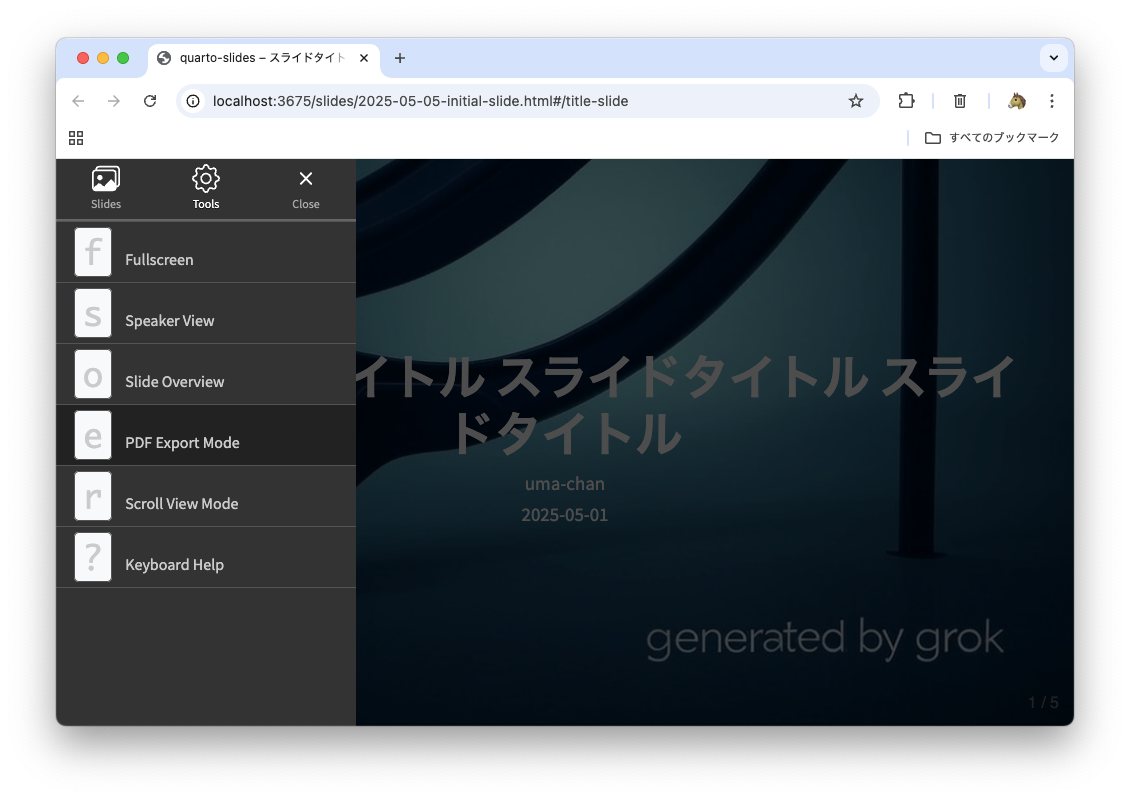 quarto-slides – スライドタイト
localhost:3675/slides/2025-05-05-initial-slide.html#/title-slide
すべてのブックマーク
Slides
Tools
Close
f Fullscreen
s Speaker View
o Slide Overview
e PDF Export Mode
r Scroll View Mode
? Keyboard Help
イトル スライドタイトル スライ
ドタイトル
uma-chan
2025-05-01
generated by grok
1 / 5